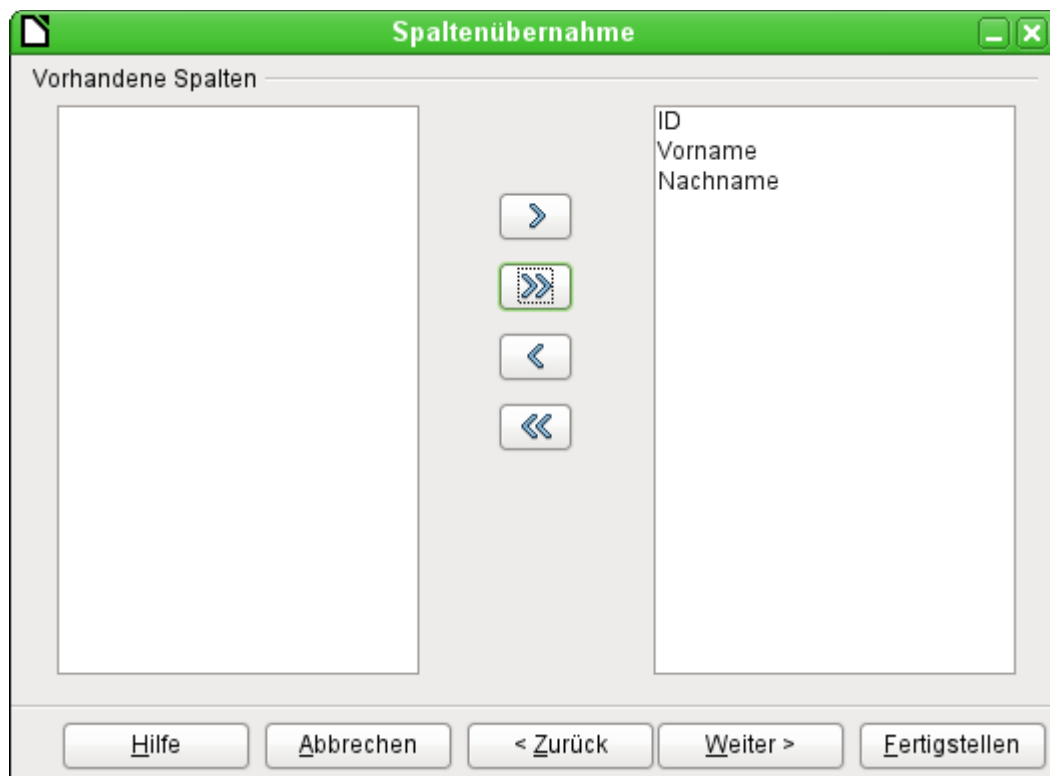 Spaltenübernahme
Vorhandene Spalten
ID
Vorname
Nachname
Hilfe
Abbrechen
< Zurück
Weiter >
Fertigstellen